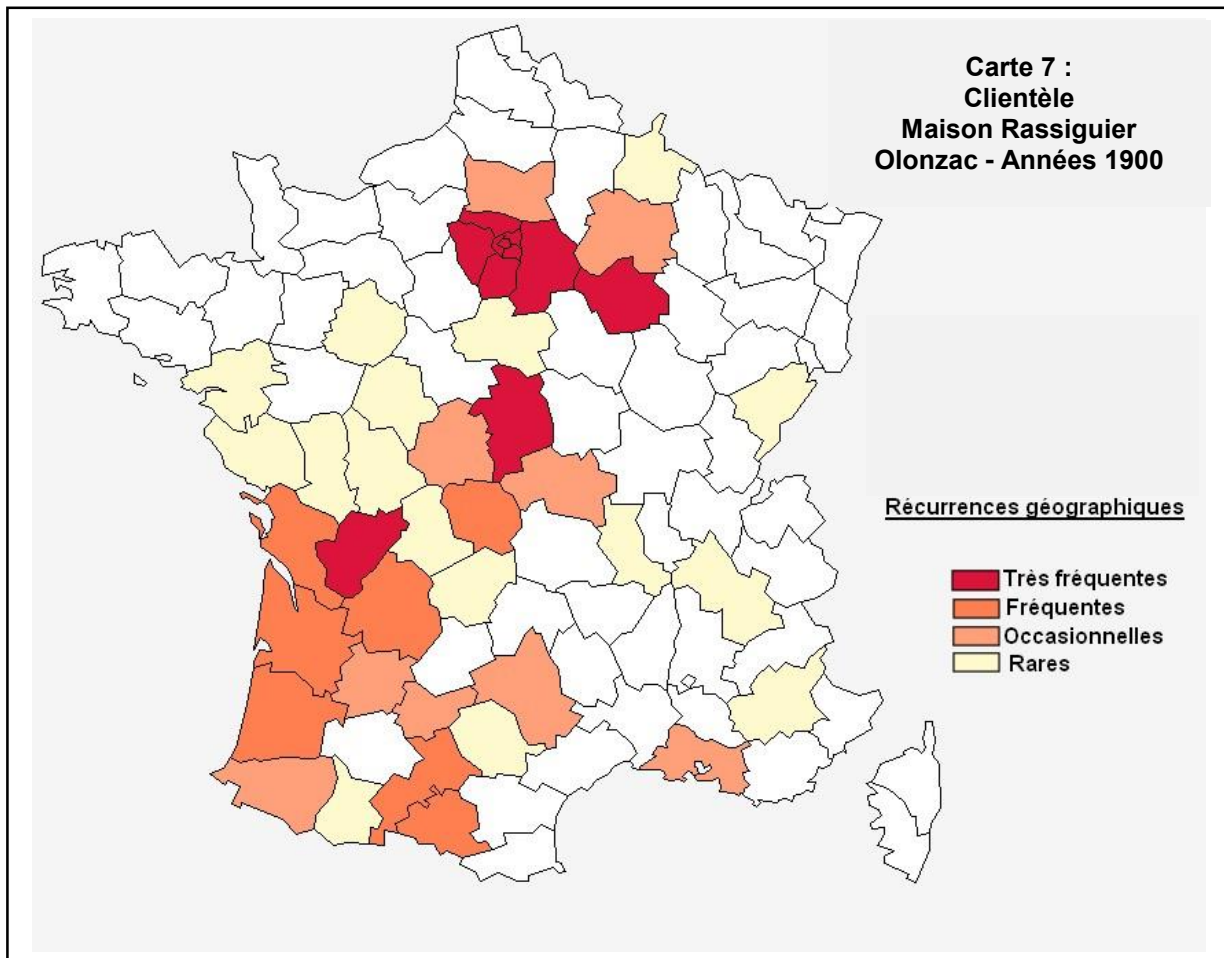 Carte 7 :
Clientèle
Maison Rassiguier
Olonzac - Années 1900
Récurrences géographiques
Très fréquentes
Fréquentes
Occasionnelles
Rares